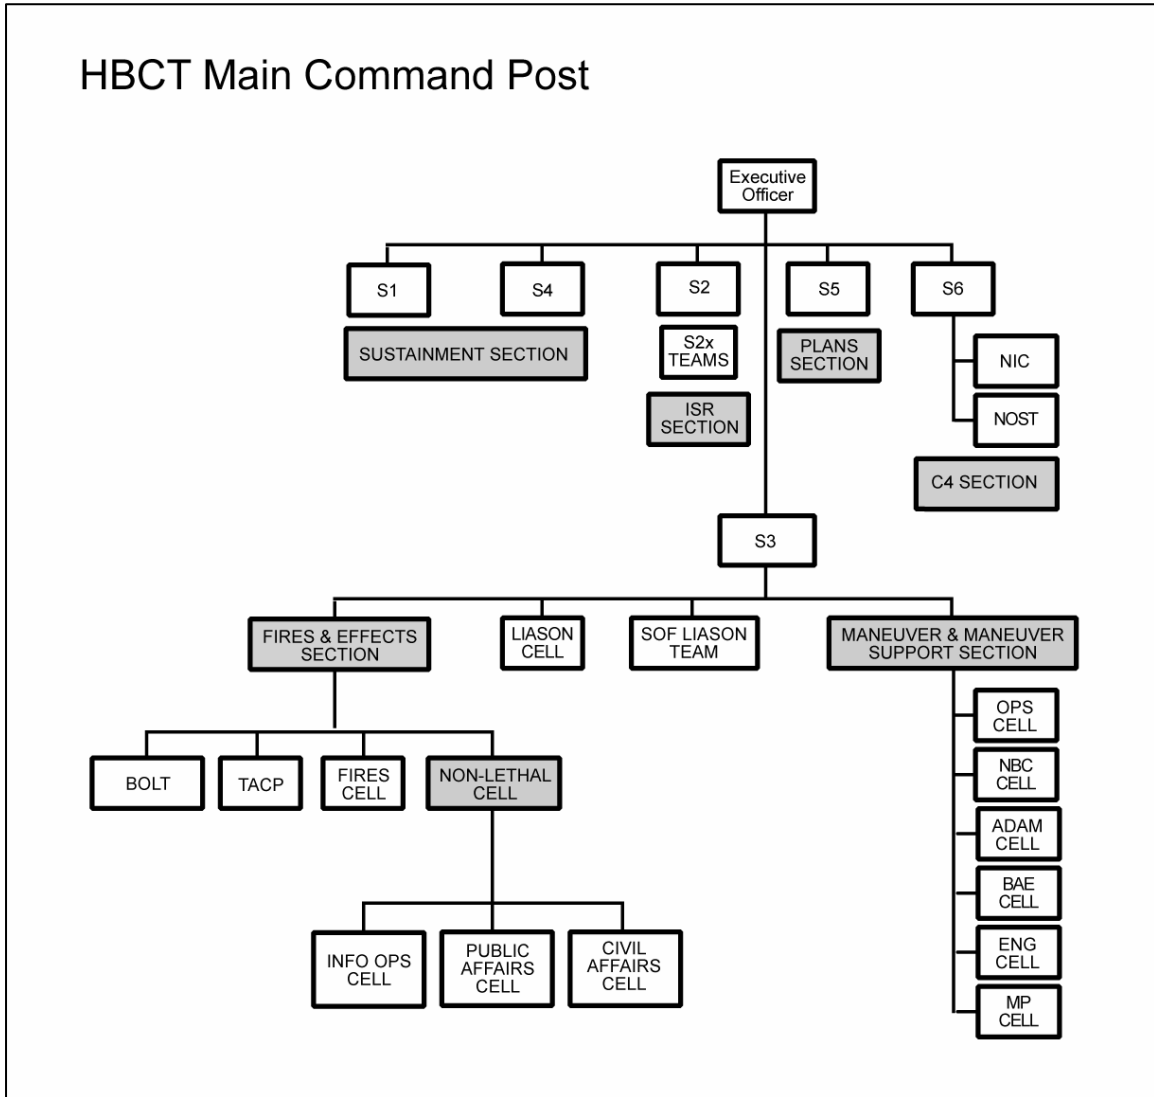 HBCT Main Command Post
Executive
Officer
S1
S4
S2
S5
S6
SUSTAINMENT SECTION
S2x
TEAMS
PLANS
SECTION
NIC
ISR
SECTION
NOST
C4 SECTION
S3
FIRES & EFFECTS
SECTION
LIASON
CELL
SOF LIASON
TEAM
MANEUVER & MANEUVER
SUPPORT SECTION
OPS
CELL
NBC
CELL
ADAM
CELL
BAE
CELL
ENG
CELL
MP
CELL
BOLT
TACP
FIRES
CELL
NON-LETHAL
CELL
INFO OPS
CELL
PUBLIC
AFFAIRS
CELL
CIVIL
AFFAIRS
CELL